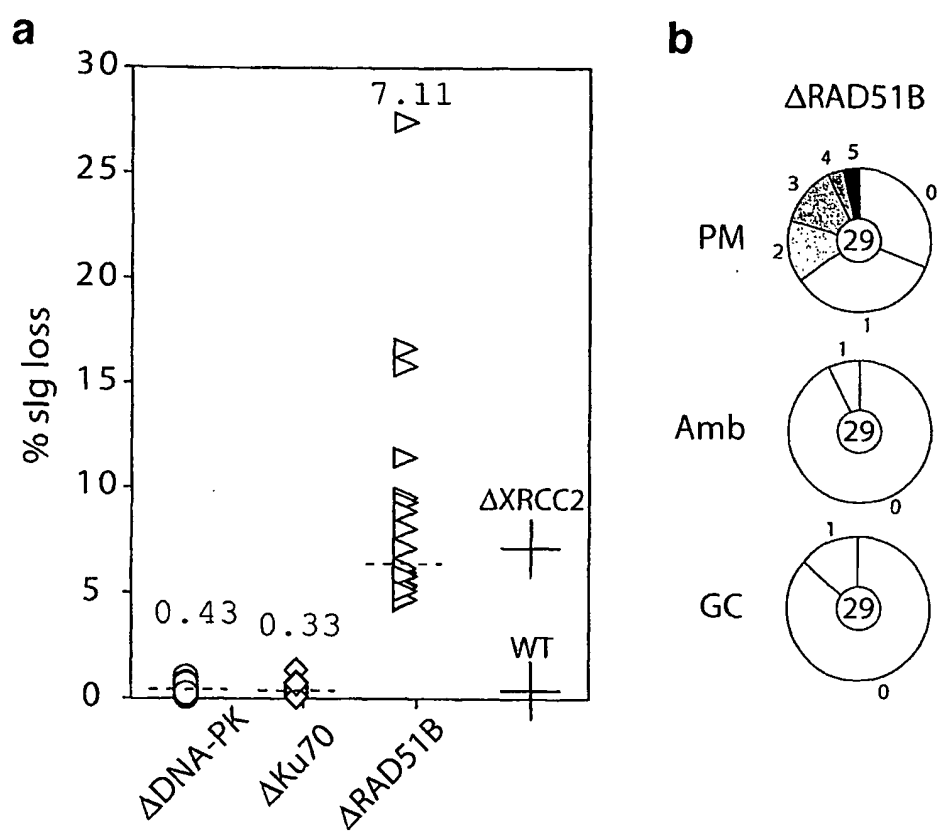 a
30
25
20
15
10
5
0
% sIg loss
7.11
0.43
0.33
ΔXRCC2
WT
ΔDNA-PK
ΔKu70
ΔRAD51B
b
ΔRAD51B
PM
0
1
2
3
4
5
29
Amb
1
29
0
GC
1
29
0